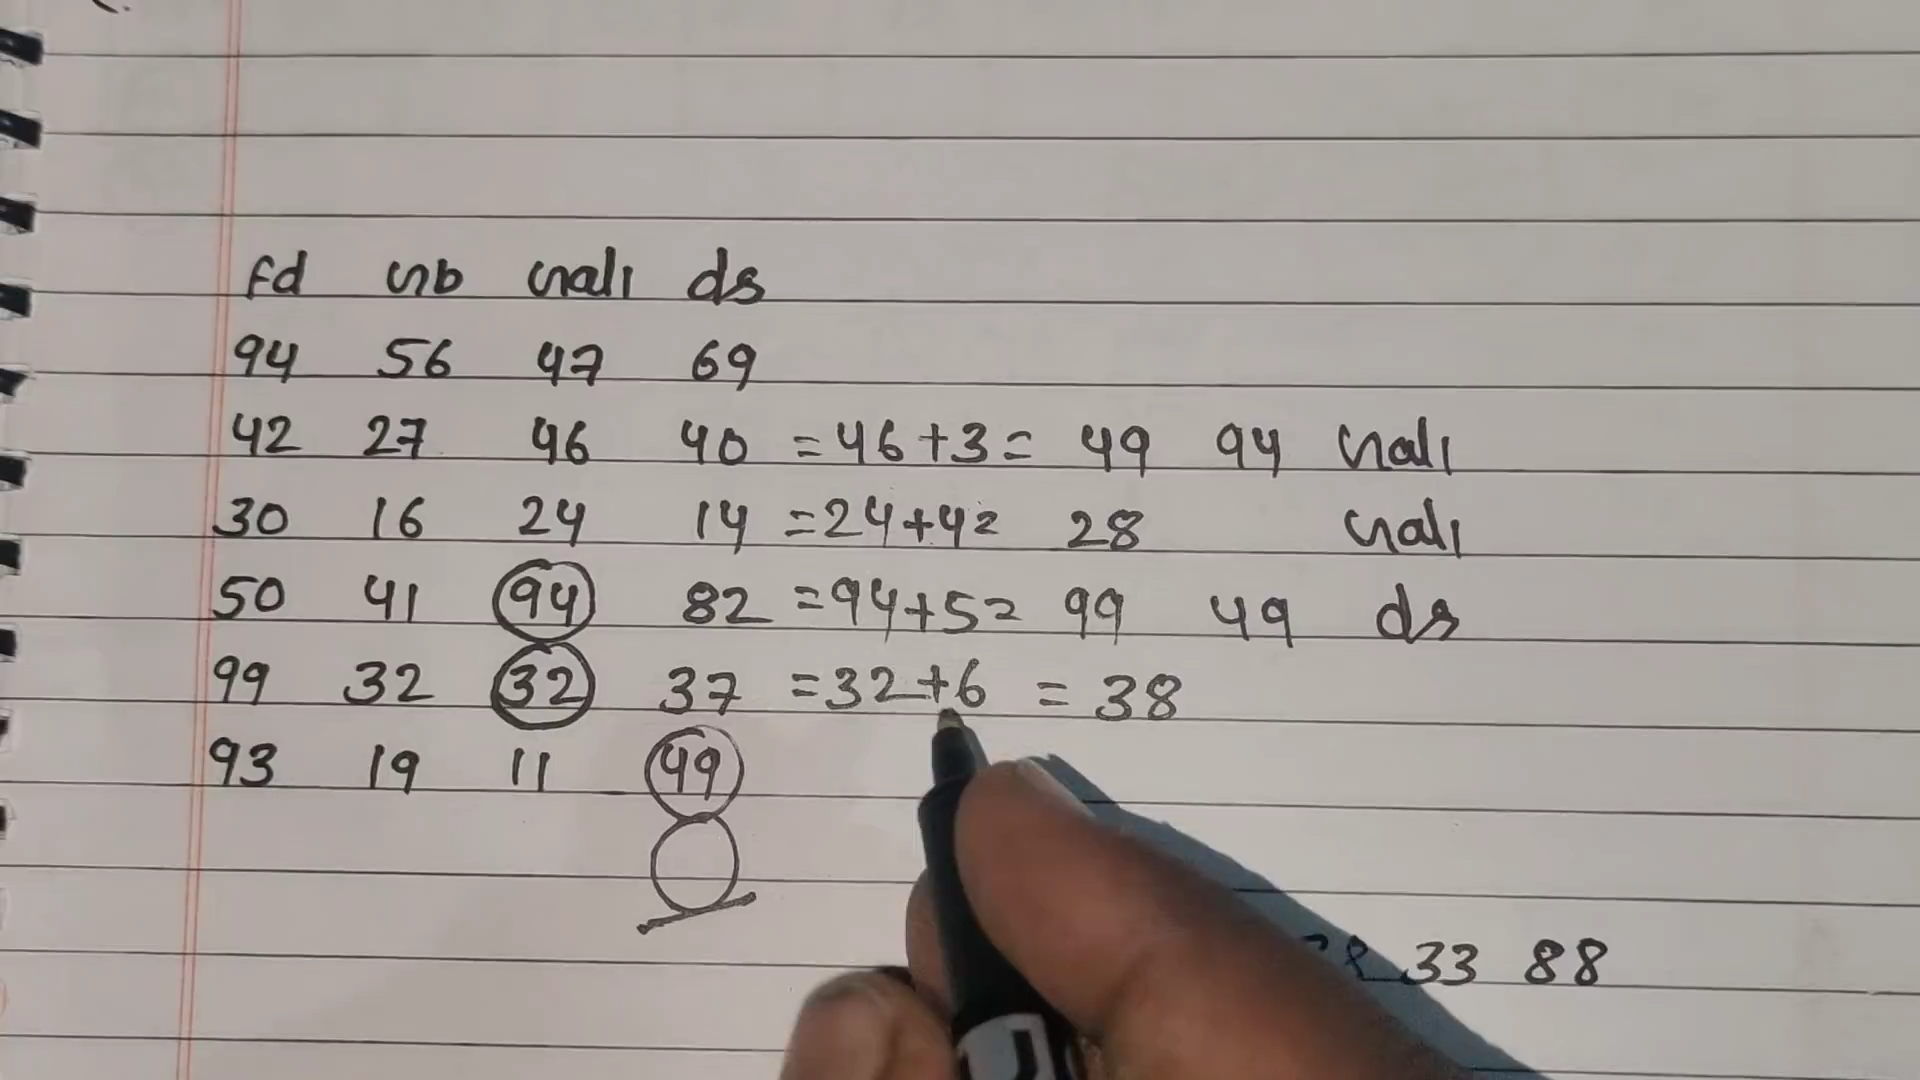 fd gb gali ds
94 56 47 69
42 27 46 40 =46+3= 49 94 gali
30 16 24 14 =24+4= 28 gali
50 41 94 82 =94+5= 99 49 ds
99 32 32 37 =32+6 = 38
93 19 11 49
33 88